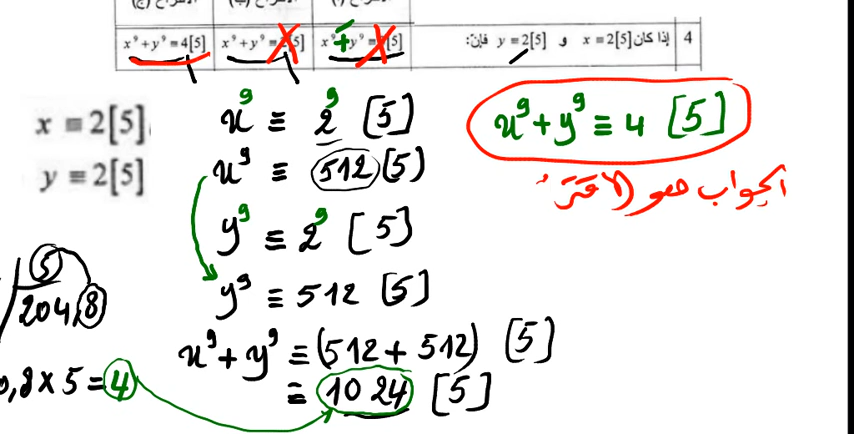 4 إذا كان x ≡ 2[5] و y ≡ 2[5] فإن:
x⁹ + y⁹ ≡ 4[5]
x ≡ 2[5]
y ≡ 2[5]
x⁹ ≡ 2⁹ [5]
x⁹ ≡ 512 [5]
y⁹ ≡ 2⁹ [5]
y⁹ ≡ 512 [5]
x⁹ + y⁹ ≡ (512 + 512) [5]
≡ 1024 [5]
5
204,8
0,8 × 5 = 4
x⁹ + y⁹ ≡ 4 [5]
الجواب هو الاقتر